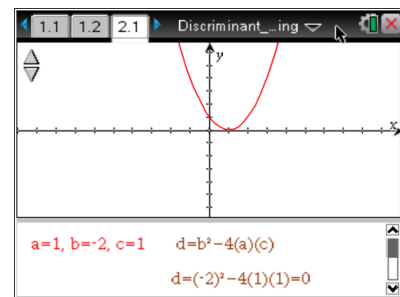 1.1 1.2 2.1 Discriminant_...ing
y
x
a=1, b=-2, c=1 d=b²-4(a)(c)
d=(-2)²-4(1)(1)=0